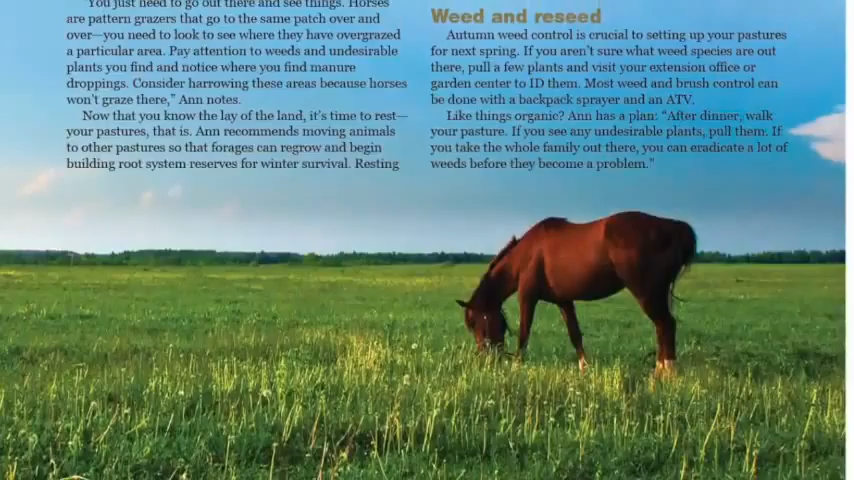 "You just need to go out there and see things. Horses
are pattern grazers that go to the same patch over and
over—you need to look to see where they have overgrazed
a particular area. Pay attention to weeds and undesirable
plants you find and notice where you find manure
droppings. Consider harrowing these areas because horses
won't graze there," Ann notes.
Now that you know the lay of the land, it's time to rest—
your pastures, that is. Ann recommends moving animals
to other pastures so that forages can regrow and begin
building root system reserves for winter survival. Resting
Weed and reseed
Autumn weed control is crucial to setting up your pastures
for next spring. If you aren't sure what weed species are out
there, pull a few plants and visit your extension office or
garden center to ID them. Most weed and brush control can
be done with a backpack sprayer and an ATV.
Like things organic? Ann has a plan: "After dinner, walk
your pasture. If you see any undesirable plants, pull them. If
you take the whole family out there, you can eradicate a lot of
weeds before they become a problem."